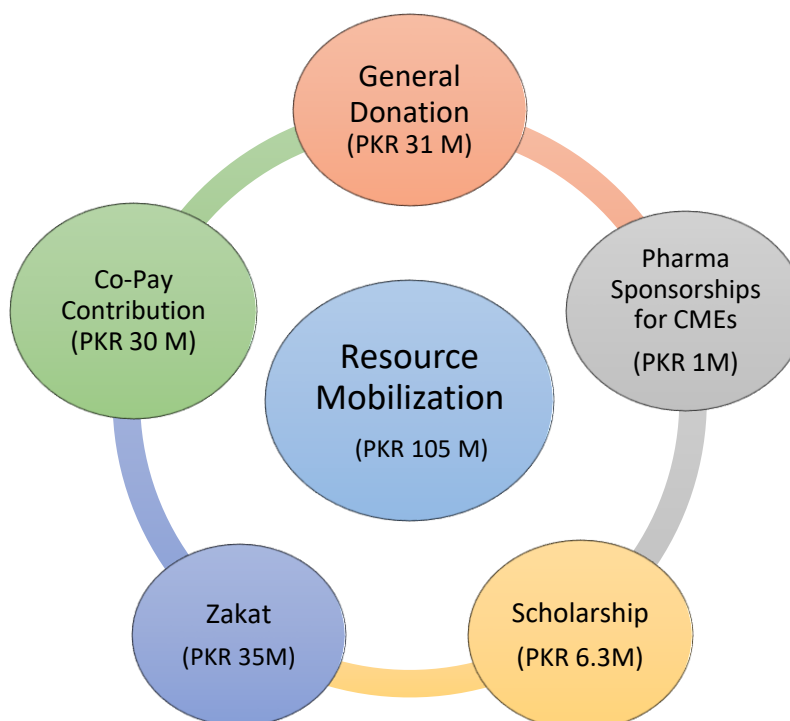 General
Donation
(PKR 31 M)
Pharma
Sponsorships
for CMEs
(PKR 1M)
Co-Pay
Contribution
(PKR 30 M)
Resource
Mobilization
(PKR 105 M)
Zakat
(PKR 35M)
Scholarship
(PKR 6.3M)